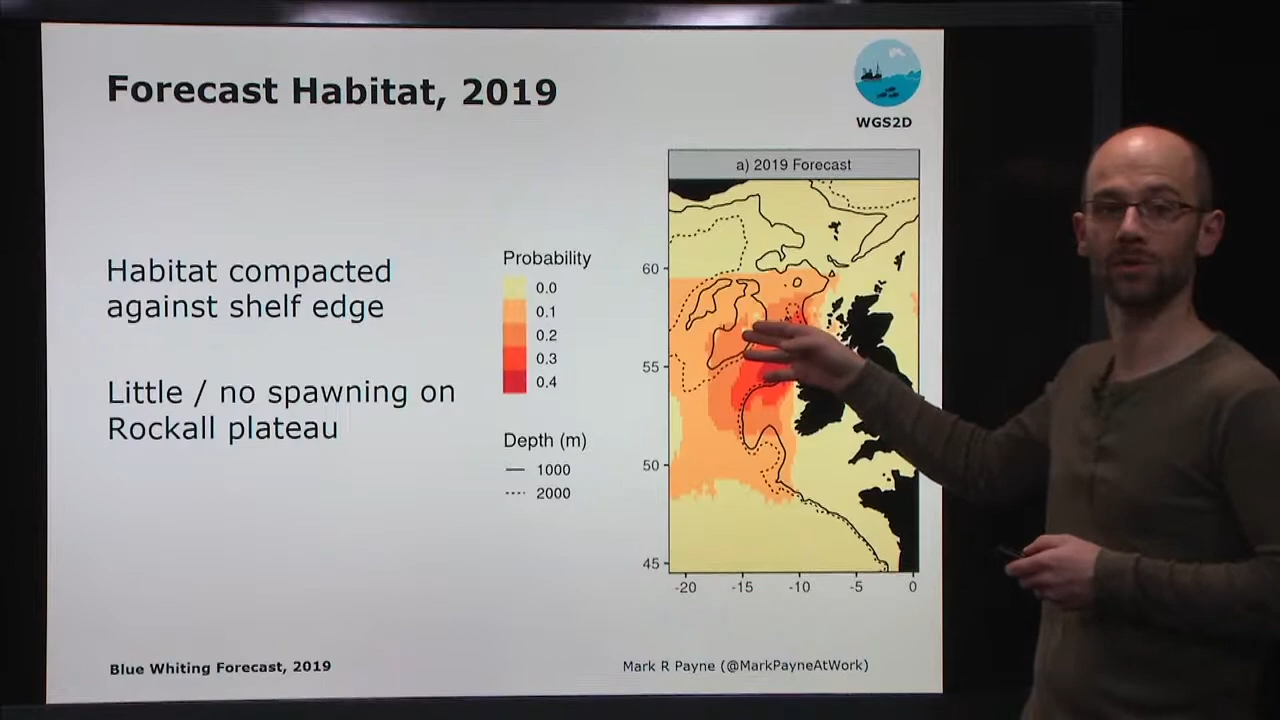 Forecast Habitat, 2019
WGS2D
Habitat compacted
against shelf edge
Little / no spawning on
Rockall plateau
Probability
0.0
0.1
0.2
0.3
0.4
Depth (m)
1000
2000
a) 2019 Forecast
60
55
50
45
-20 -15 -10 -5 0
Blue Whiting Forecast, 2019
Mark R Payne (@MarkPayneAtWork)